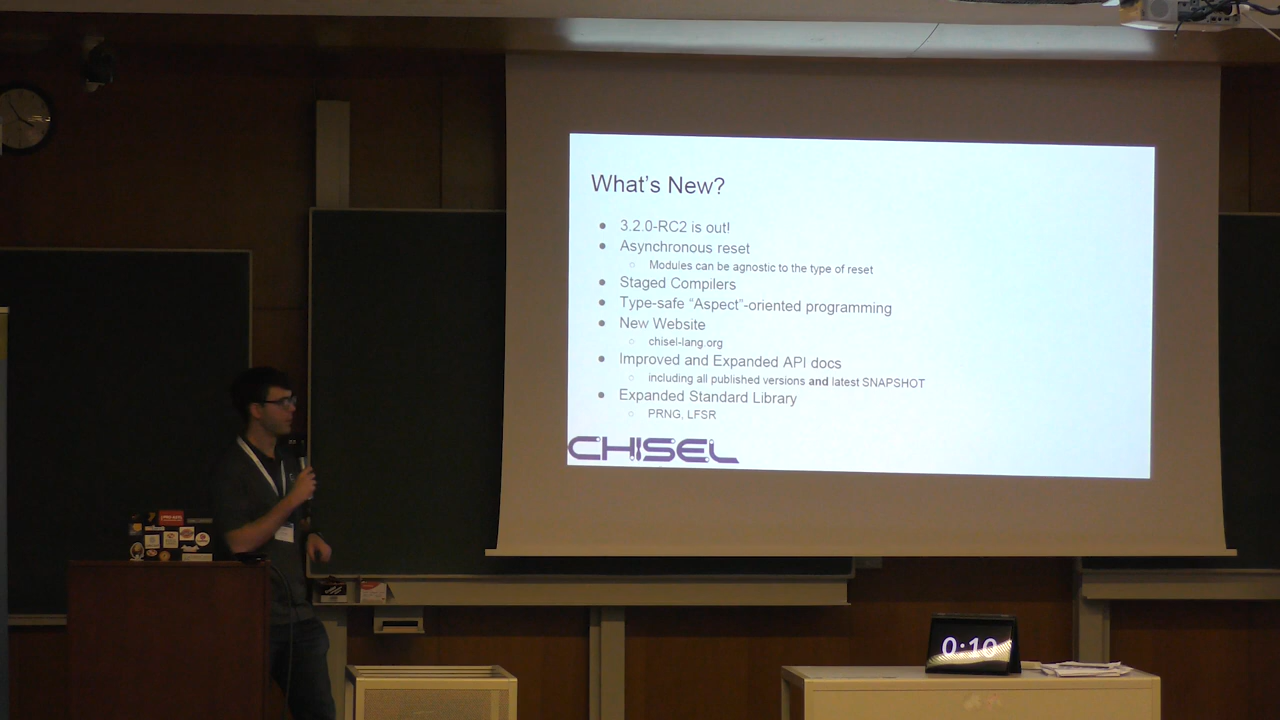 What's New?
● 3.2.0-RC2 is out!
● Asynchronous reset
○ Modules can be agnostic to the type of reset
● Staged Compilers
● Type-safe “Aspect”-oriented programming
● New Website
○ chisel-lang.org
● Improved and Expanded API docs
○ including all published versions and latest SNAPSHOT
● Expanded Standard Library
○ PRNG, LFSR
CHISEL
0:10